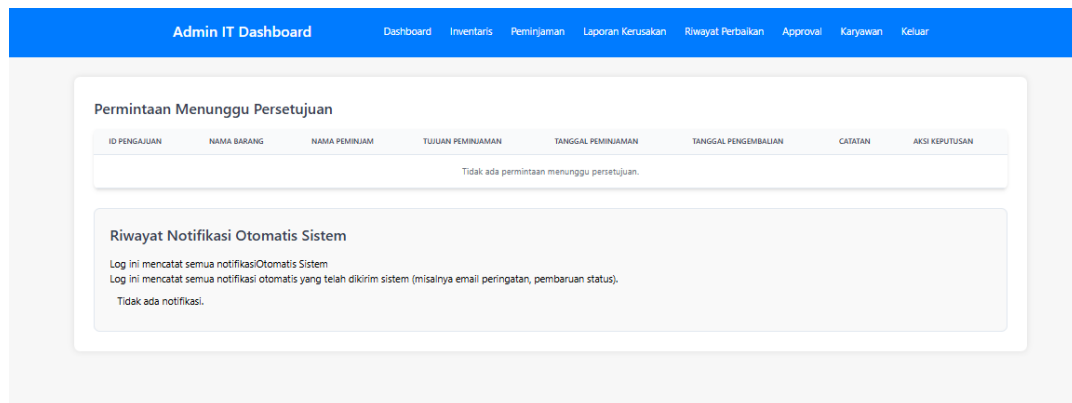 Admin IT Dashboard Dashboard Inventaris Peminjaman Laporan Kerusakan Riwayat Perbaikan Approval Karyawan Keluar
Permintaan Menunggu Persetujuan
ID PENGAJUAN NAMA BARANG NAMA PEMINJAM TUJUAN PEMINJAMAN TANGGAL PEMINJAMAN TANGGAL PENGEMBALIAN CATATAN AKSI KEPUTUSAN
Tidak ada permintaan menunggu persetujuan.
Riwayat Notifikasi Otomatis Sistem
Log ini mencatat semua notifikasiOtomatis Sistem
Log ini mencatat semua notifikasi otomatis yang telah dikirim sistem (misalnya email peringatan, pembaruan status).
Tidak ada notifikasi.